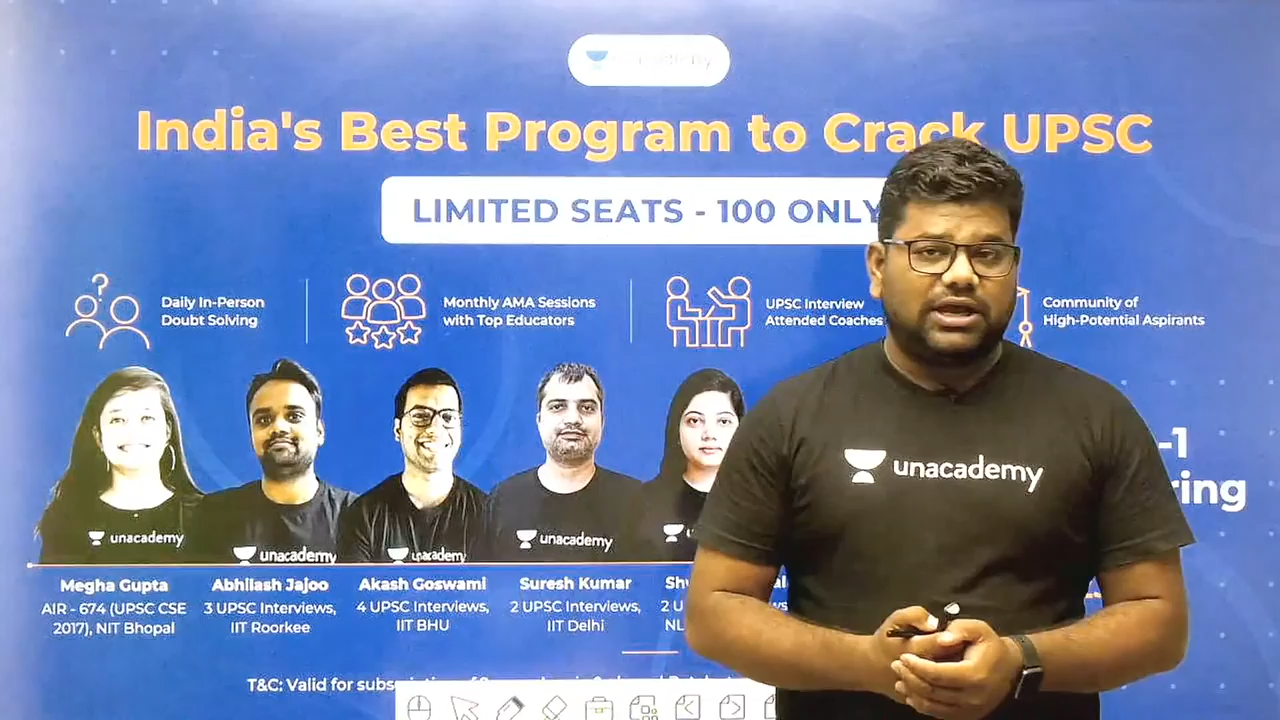 unacademy
India's Best Program to Crack UPSC
LIMITED SEATS - 100 ONLY
Daily In-Person
Doubt Solving
Monthly AMA Sessions
with Top Educators
UPSC Interview
Attended Coaches
Community of
High-Potential Aspirants
unacademy
-1
ring
unacademy
unacademy
unacademy
unacademy
Megha Gupta
AIR - 674 (UPSC CSE
2017), NIT Bhopal
Abhilash Jajoo
3 UPSC Interviews,
IIT Roorkee
Akash Goswami
4 UPSC Interviews,
IIT BHU
Suresh Kumar
2 UPSC Interviews,
IIT Delhi
T&C: Valid for